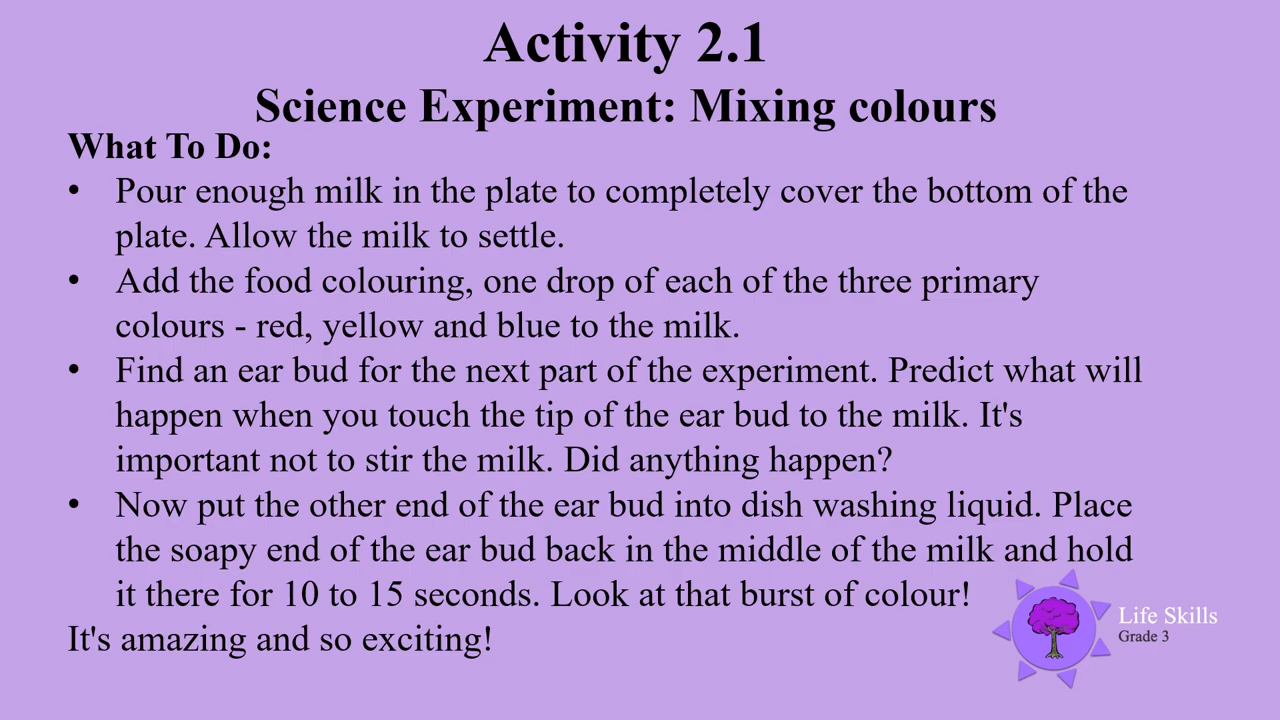 Activity 2.1
Science Experiment: Mixing colours
What To Do:
• Pour enough milk in the plate to completely cover the bottom of the
plate. Allow the milk to settle.
• Add the food colouring, one drop of each of the three primary
colours - red, yellow and blue to the milk.
• Find an ear bud for the next part of the experiment. Predict what will
happen when you touch the tip of the ear bud to the milk. It's
important not to stir the milk. Did anything happen?
• Now put the other end of the ear bud into dish washing liquid. Place
the soapy end of the ear bud back in the middle of the milk and hold
it there for 10 to 15 seconds. Look at that burst of colour!
It's amazing and so exciting!
Life Skills
Grade 3